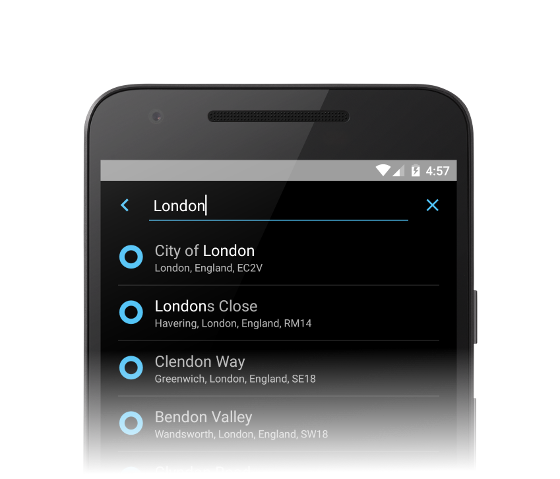 4:57
London
City of London
London, England, EC2V
Londons Close
Havering, London, England, RM14
Clendon Way
Greenwich, London, England, SE18
Bendon Valley
Wandsworth, London, England, SW18